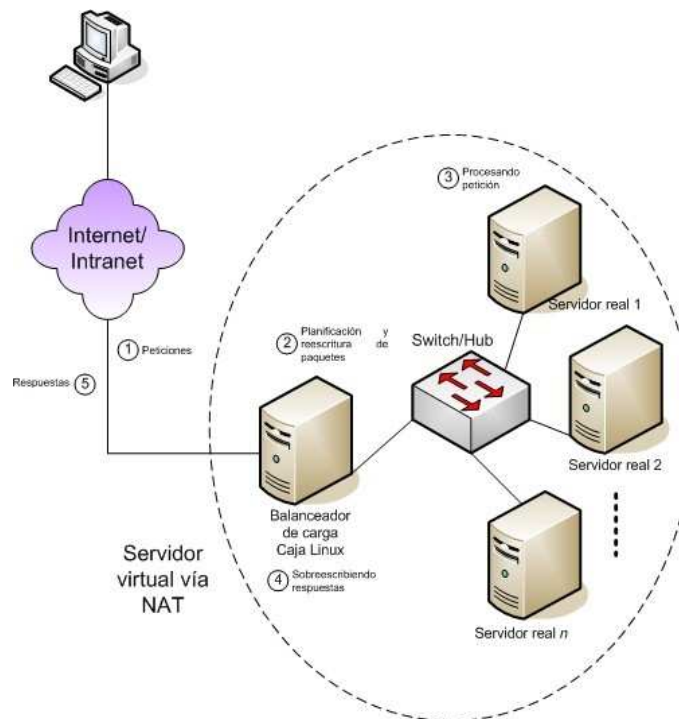 ③ Procesando
petición
Internet/
Intranet
Servidor real 1
② Planificación y
reescritura de
paquetes
Switch/Hub
① Peticiones
Respuestas ⑤
Servidor real 2
Balanceador
de carga
Caja Linux
Servidor
virtual vía
NAT
④ Sobreescribiendo
respuestas
Servidor real n